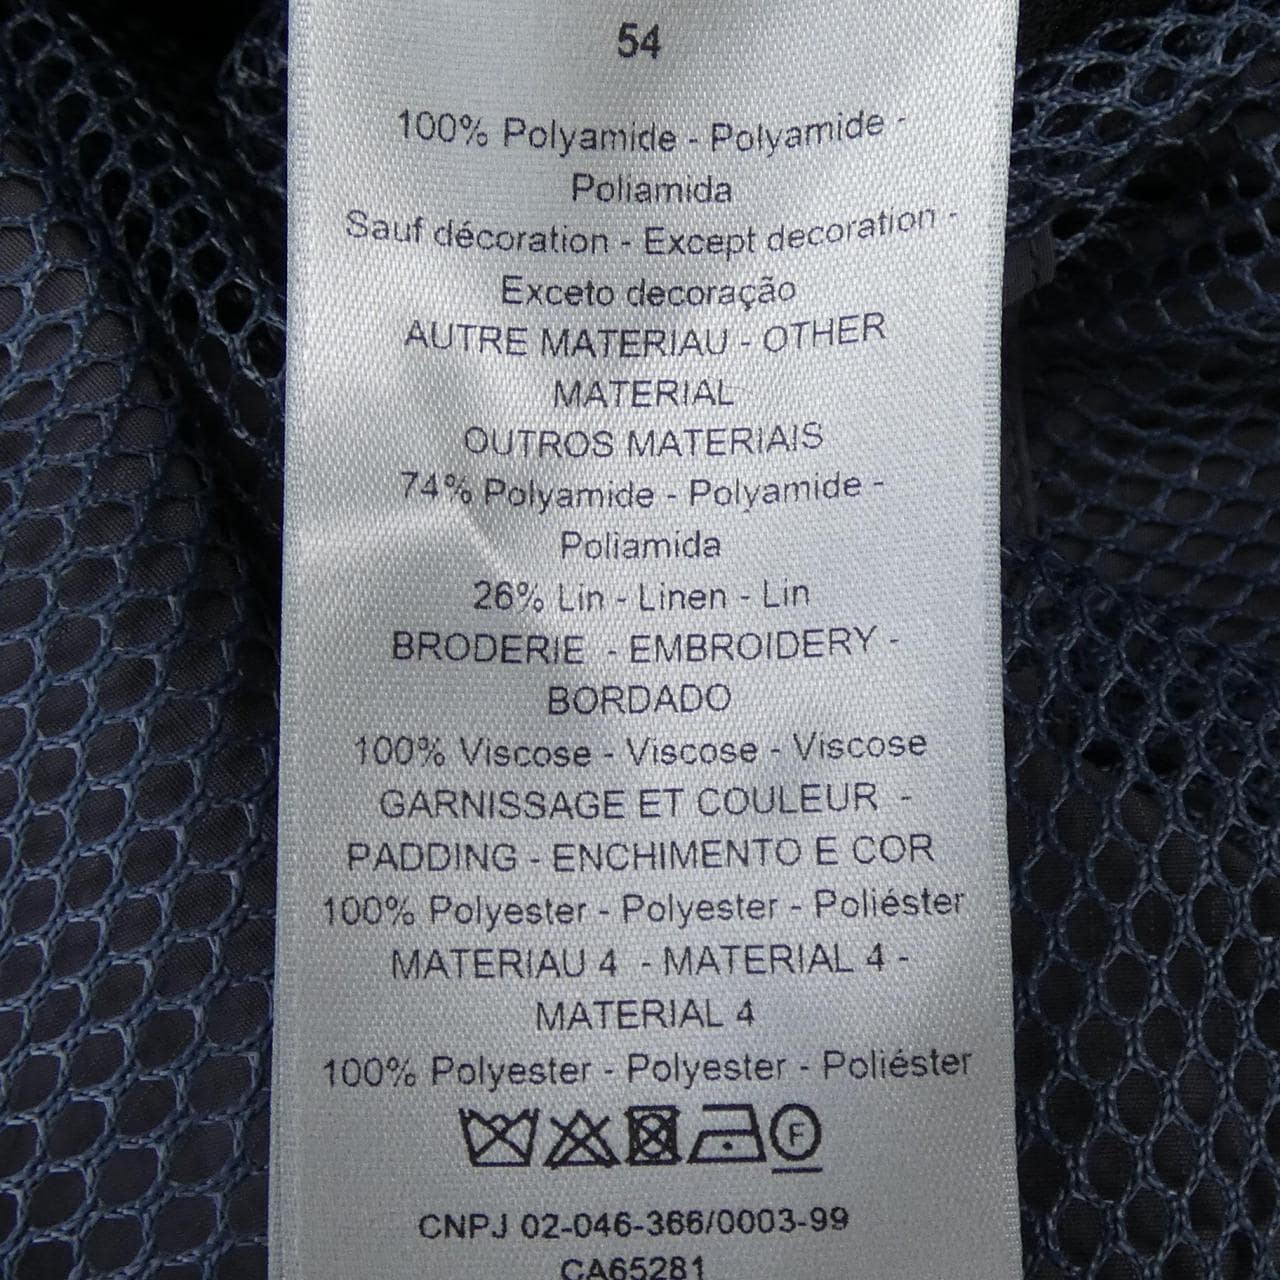 54
100% Polyamide - Polyamide -
Poliamida
Sauf décoration - Except decoration -
Exceto decoração
AUTRE MATERIAU - OTHER
MATERIAL
OUTROS MATERIAIS
74% Polyamide - Polyamide -
Poliamida
26% Lin - Linen - Lin
BRODERIE - EMBROIDERY -
BORDADO
100% Viscose - Viscose - Viscose
GARNISSAGE ET COULEUR -
PADDING - ENCHIMENTO E COR
100% Polyester - Polyester - Poliéster
MATERIAU 4 - MATERIAL 4 -
MATERIAL 4
100% Polyester - Polyester - Poliéster
F
CNPJ 02-046-366/0003-99
CA65281